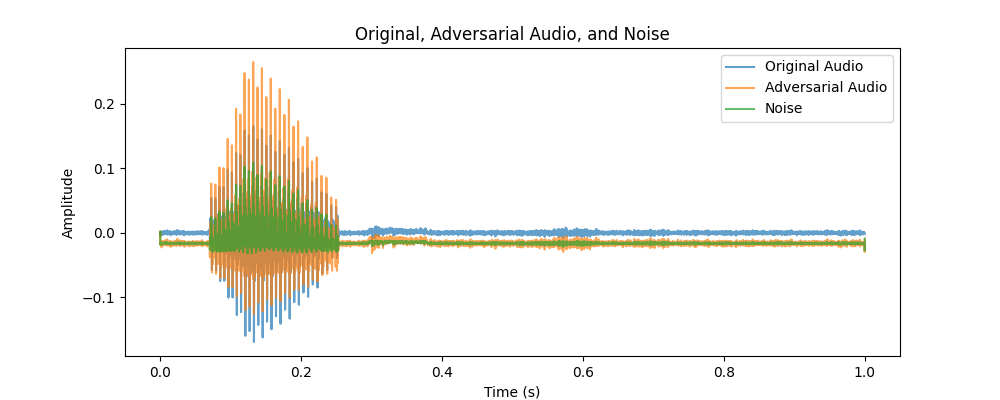 Original, Adversarial Audio, and Noise
Original Audio
Adversarial Audio
Noise
Amplitude
0.2
0.1
0.0
−0.1
0.0
0.2
0.4
0.6
0.8
1.0
Time (s)